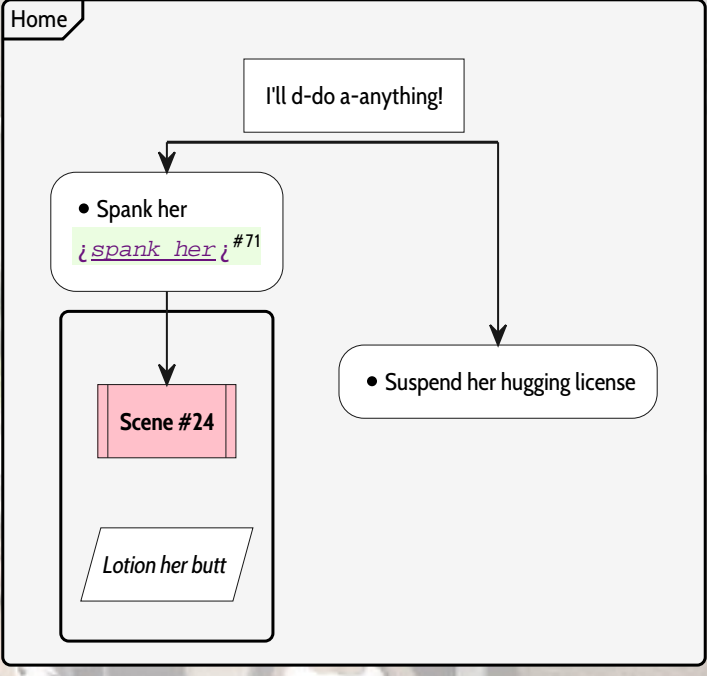 Home
I'll d-do a-anything!
• Spank her
¿spank her¿#71
Scene #24
• Suspend her hugging license
Lotion her butt